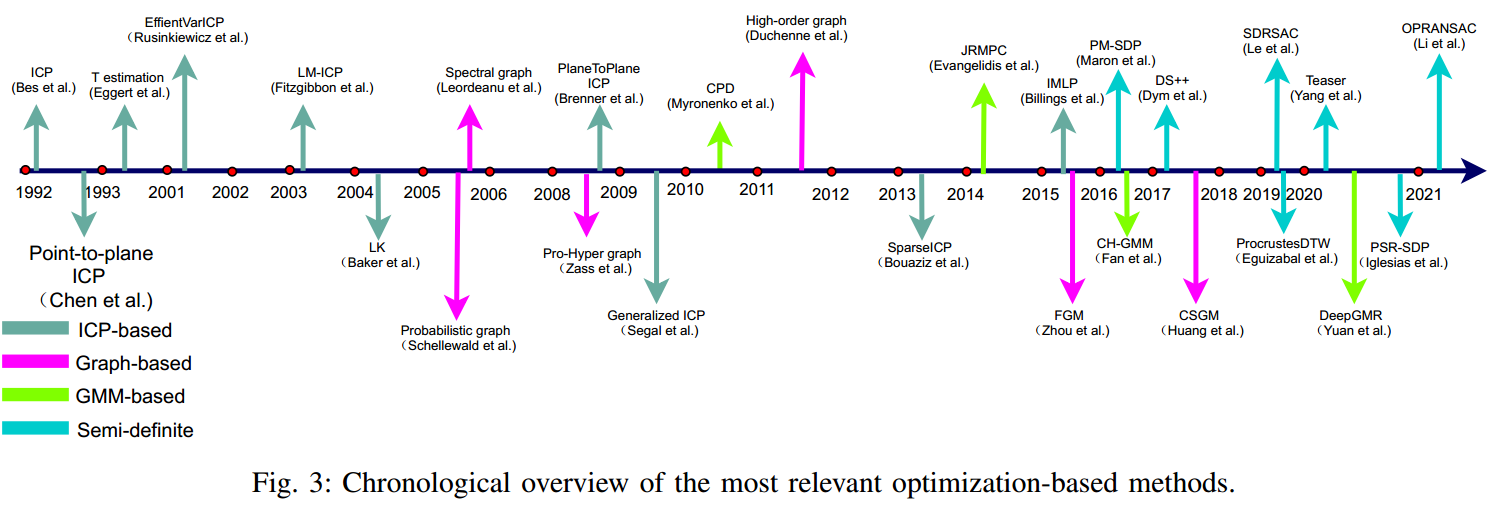 EffientVarICP
（Rusinkiewicz et al.)
ICP
(Bes et al.)
T estimation
(Eggert et al.)
LM-ICP
(Fitzgibbon et al.)
Spectral graph
(Leordeanu et al.)
PlaneToPlane
ICP
(Brenner et al.)
CPD
(Myronenko et al.)
High-order graph
(Duchenne et al.)
JRMPC
(Evangelidis et al.)
IMLP
(Billings et al.)
PM-SDP
(Maron et al.)
DS++
(Dym et al.)
SDRSAC
(Le et al.)
Teaser
(Yang et al.)
OPRANSAC
(Li et al.)
1992 1993 2001 2002 2003 2004 2005 2006 2008 2009 2010 2011 2012 2013 2014 2015 2016 2017 2018 2019 2020 2021
Point-to-plane
ICP
（Chen et al.)
LK
(Baker et al.)
Probabilistic graph
（Schellewald et al.)
Pro-Hyper graph
(Zass et al.)
Generalized ICP
(Segal et al.)
SparseICP
(Bouaziz et al.)
FGM
(Zhou et al.)
CH-GMM
(Fan et al.)
CSGM
（Huang et al.)
ProcrustesDTW
(Eguizabal et al.)
DeepGMR
(Yuan et al.)
PSR-SDP
（Iglesias et al.)
ICP-based
Graph-based
GMM-based
Semi-definite
Fig. 3: Chronological overview of the most relevant optimization-based methods.